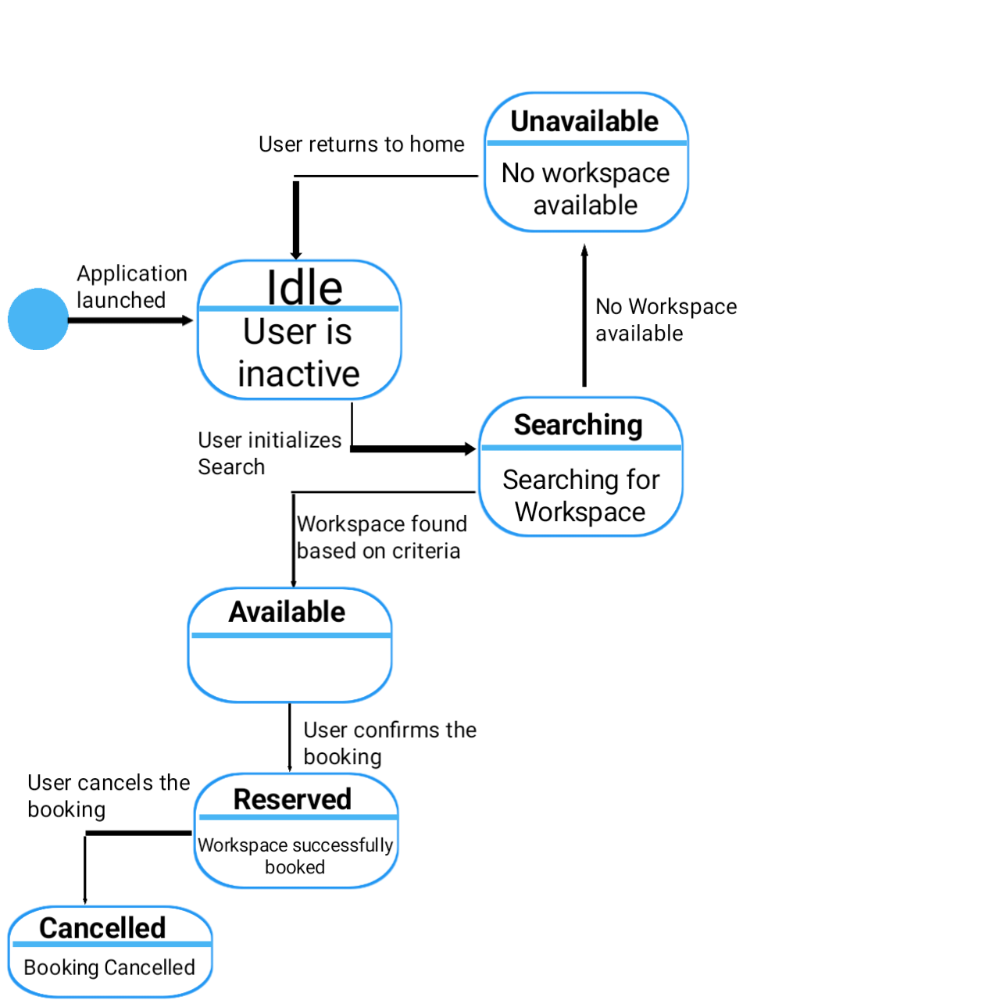 Unavailable
No workspace
available
User returns to home
Application
launched
Idle
User is
inactive
No Workspace
available
User initializes
Search
Searching
Searching for
Workspace
Workspace found
based on criteria
Available
User confirms the
booking
User cancels the
booking
Reserved
Workspace successfully
booked
Cancelled
Booking Cancelled